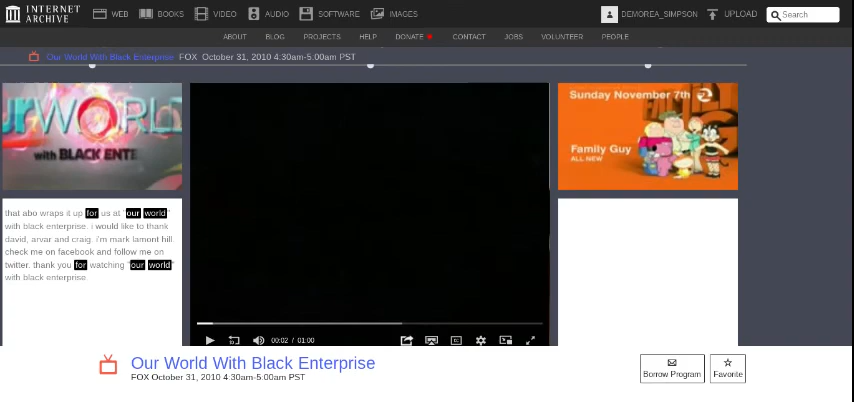 INTERNET ARCHIVE
WEB BOOKS VIDEO AUDIO SOFTWARE IMAGES DEMOREA_SIMPSON UPLOAD Search
ABOUT BLOG PROJECTS HELP DONATE CONTACT JOBS VOLUNTEER PEOPLE
Our World With Black Enterprise FOX October 31, 2010 4:30am-5:00am PST
urWORLD
with BLACK ENTE
that abo wraps it up for us at "our world"
with black enterprise. i would like to thank
david, arvar and craig. i'm mark lamont hill.
check me on facebook and follow me on
twitter. thank you for watching "our world"
with black enterprise.
00:02 / 01:00
Sunday November 7th
Family Guy
ALL NEW
Our World With Black Enterprise
FOX October 31, 2010 4:30am-5:00am PST
Borrow Program
Favorite